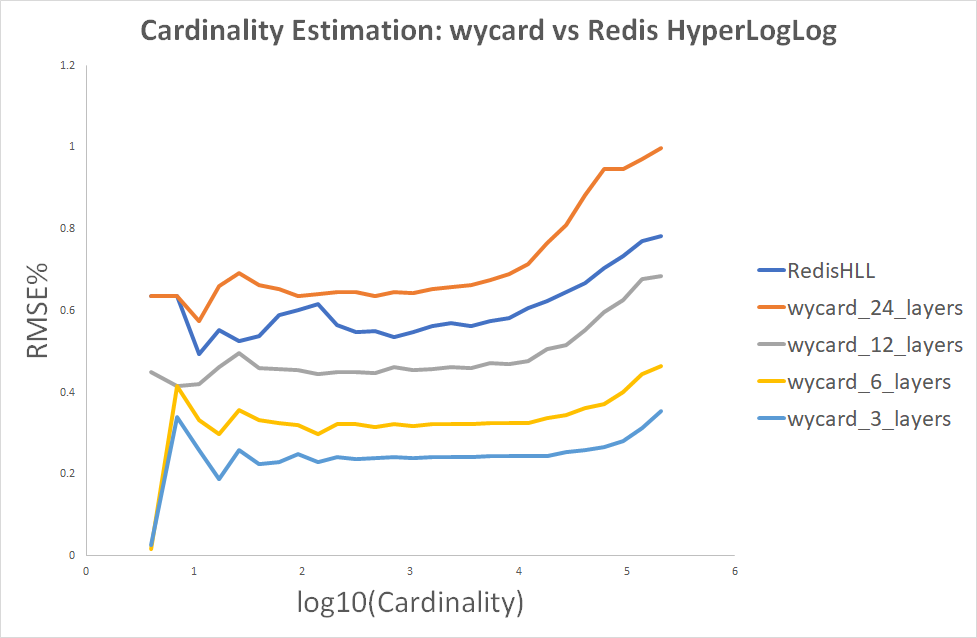 Cardinality Estimation: wycard vs Redis HyperLogLog
1.2
1
0.8
0.6
0.4
0.2
0
RMSE%
0 1 2 3 4 5 6
log10(Cardinality)
RedisHLL
wycard_24_layers
wycard_12_layers
wycard_6_layers
wycard_3_layers